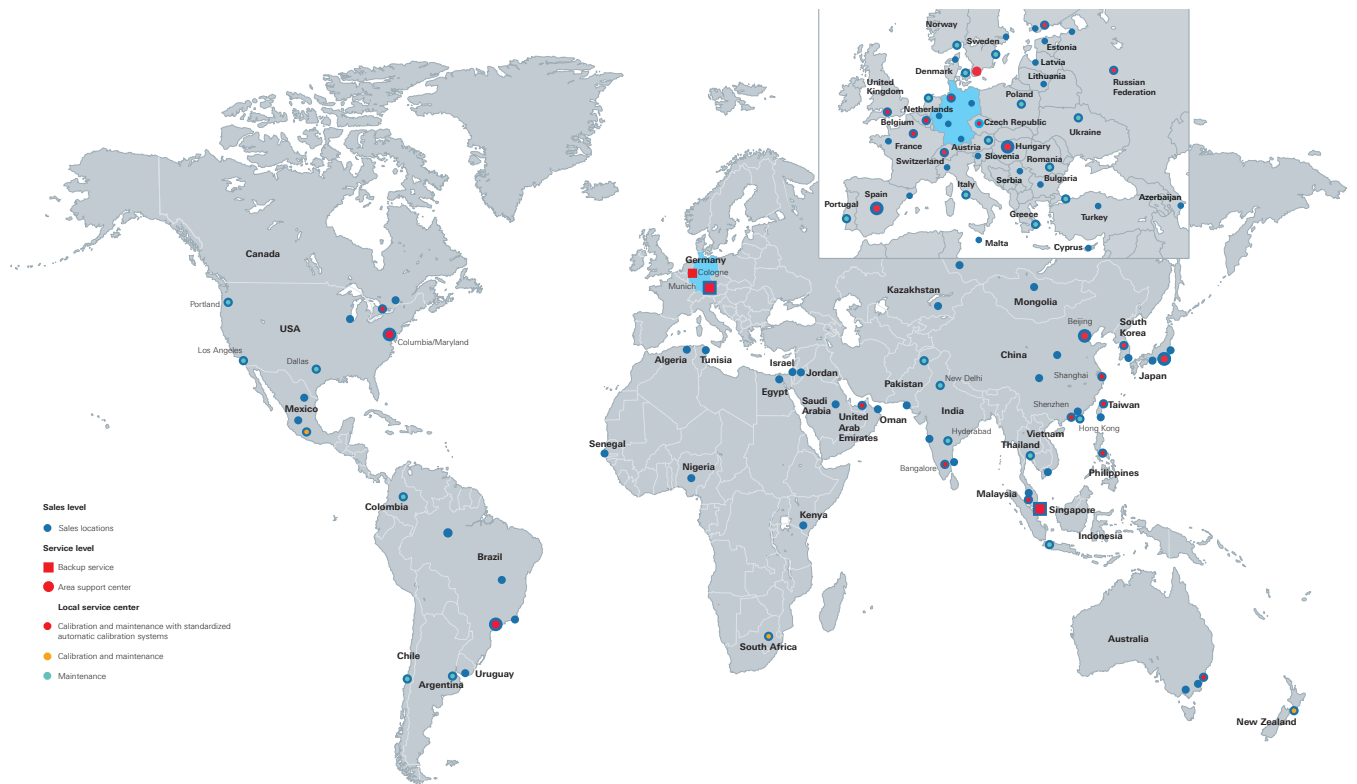 Norway
Sweden
Estonia
Latvia
Lithuania
Denmark
United
Kingdom
Russian
Federation
Poland
Netherlands
Belgium
Czech Republic
Ukraine
France
Austria
Hungary
Switzerland
Slovenia
Romania
Serbia
Bulgaria
Italy
Spain
Portugal
Azerbaijan
Greece
Turkey
Malta
Cyprus
Canada
Germany
Cologne
Munich
Kazakhstan
Mongolia
Portland
USA
Columbia/Maryland
Los Angeles
Dallas
Mexico
Beijing
South
Korea
China
Japan
Shanghai
Algeria
Tunisia
Israel
Jordan
Egypt
Pakistan
New Delhi
Saudi
Arabia
United
Arab
Emirates
Oman
India
Shenzhen
Taiwan
Hong Kong
Hyderabad
Vietnam
Thailand
Bangalore
Philippines
Senegal
Nigeria
Malaysia
Singapore
Indonesia
Kenya
Colombia
Brazil
South Africa
Australia
New Zealand
Chile
Uruguay
Argentina
Sales level
Sales locations
Service level
Backup service
Area support center
Local service center
Calibration and maintenance with standardized
automatic calibration systems
Calibration and maintenance
Maintenance